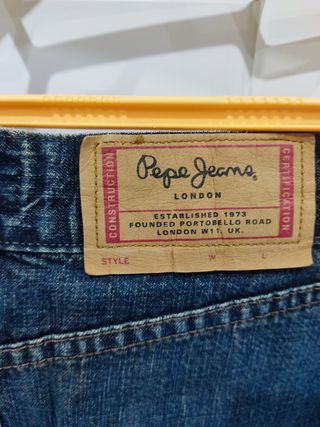 Pepe Jeans
LONDON
CONSTRUCTION
CERTIFICATION
ESTABLISHED 1973
FOUNDED PORTOBELLO ROAD
LONDON W11. UK.
STYLE W L